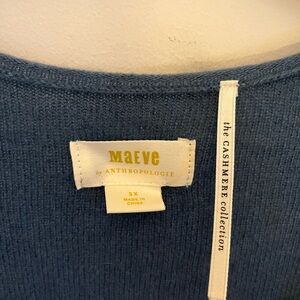 MAEVE
by ANTHROPOLOGIE
3X
MADE IN
CHINA
the CASHMERE collection